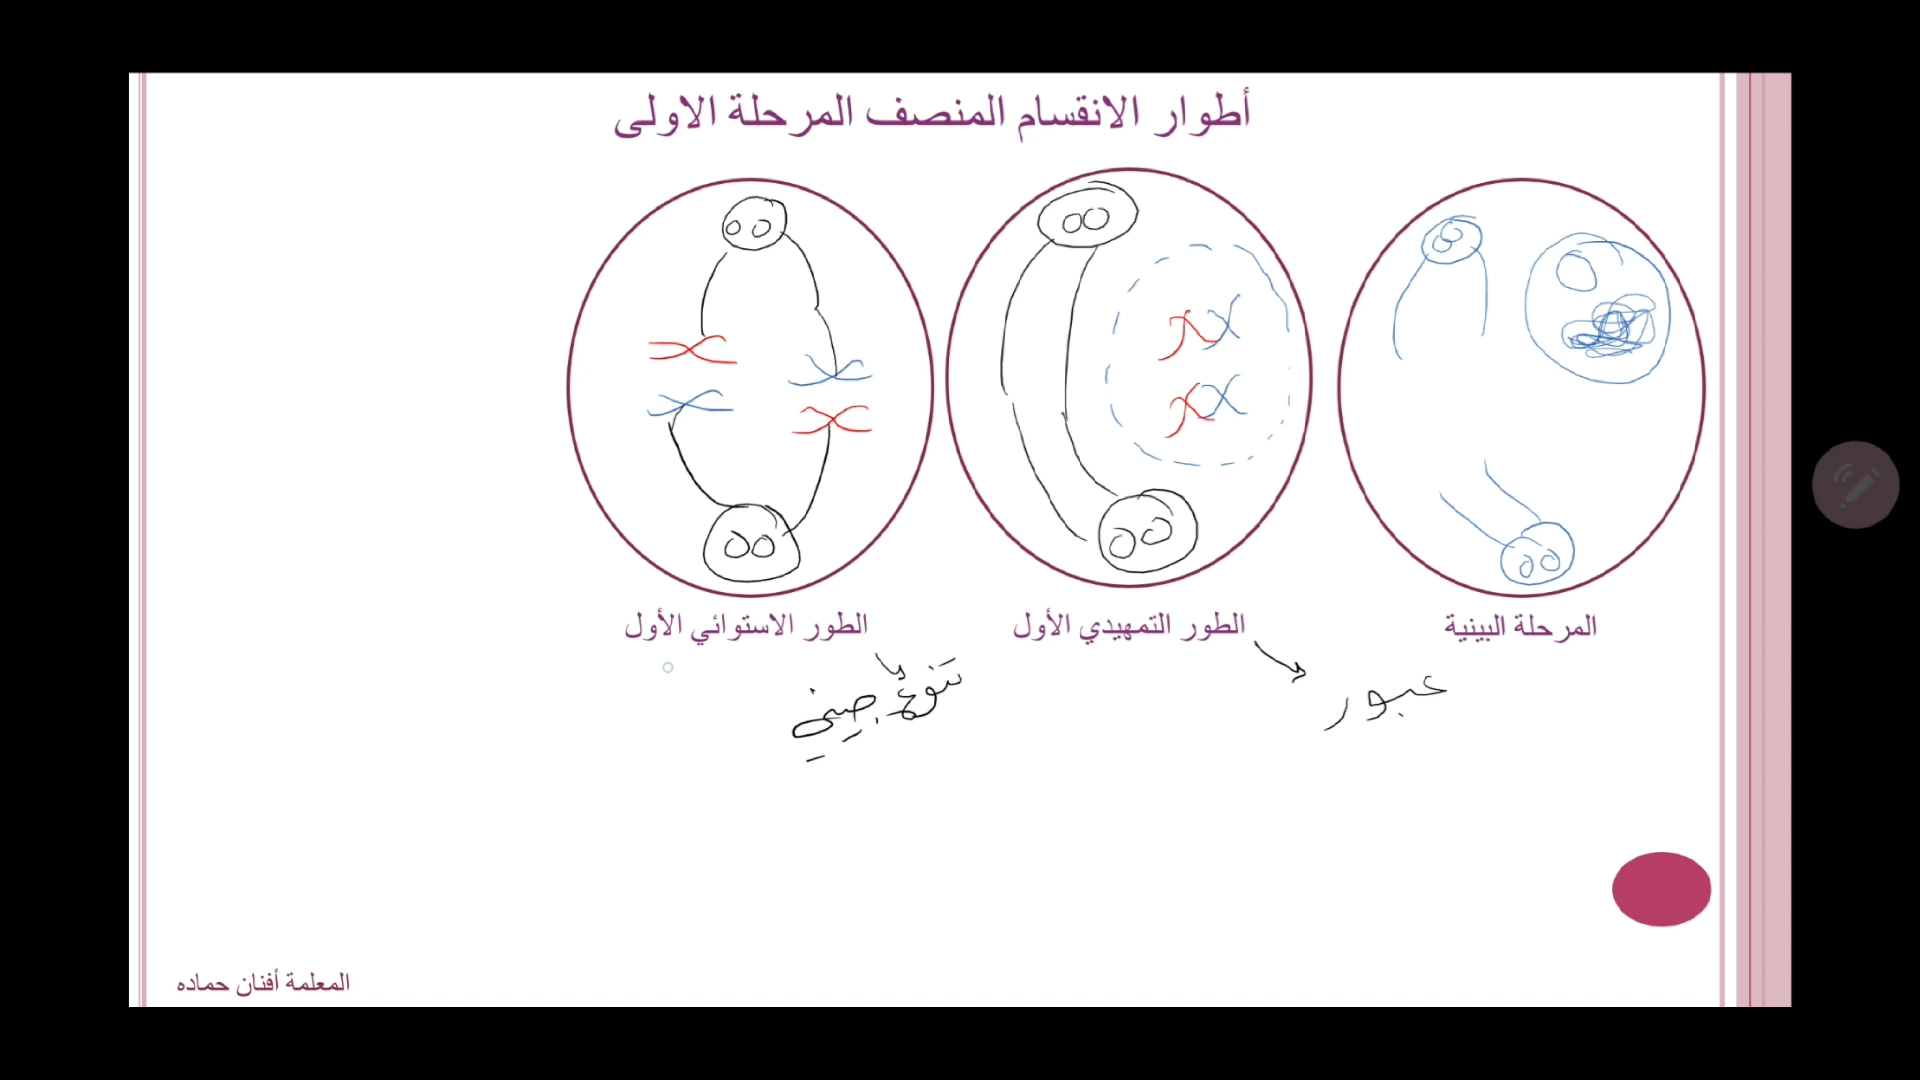 أطوار الانقسام المنصف المرحلة الاولى
المرحلة البينية
الطور التمهيدي الأول
الطور الاستوائي الأول
عبور
تنوع جيني
المعلمة أفنان حماده